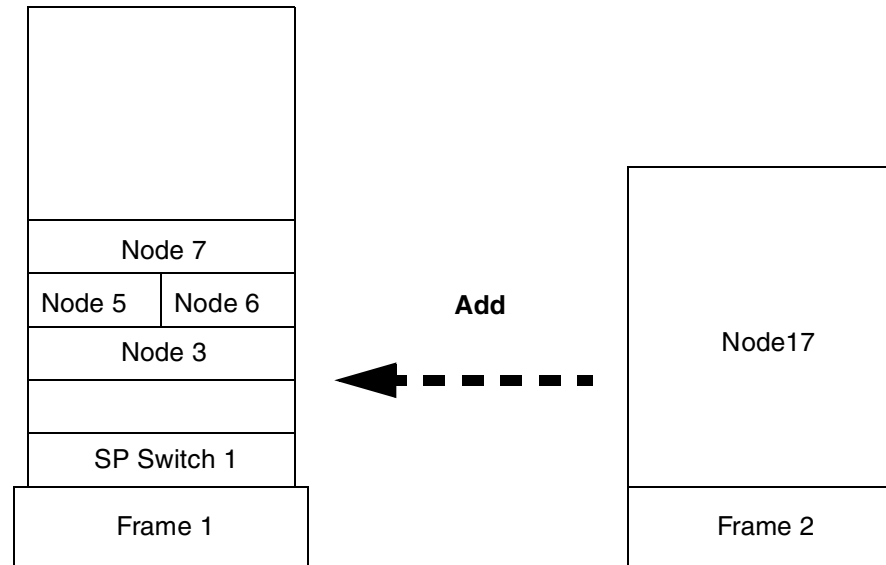 Node 7
Node 5
Node 6
Node 3
SP Switch 1
Frame 1
Add
Node17
Frame 2